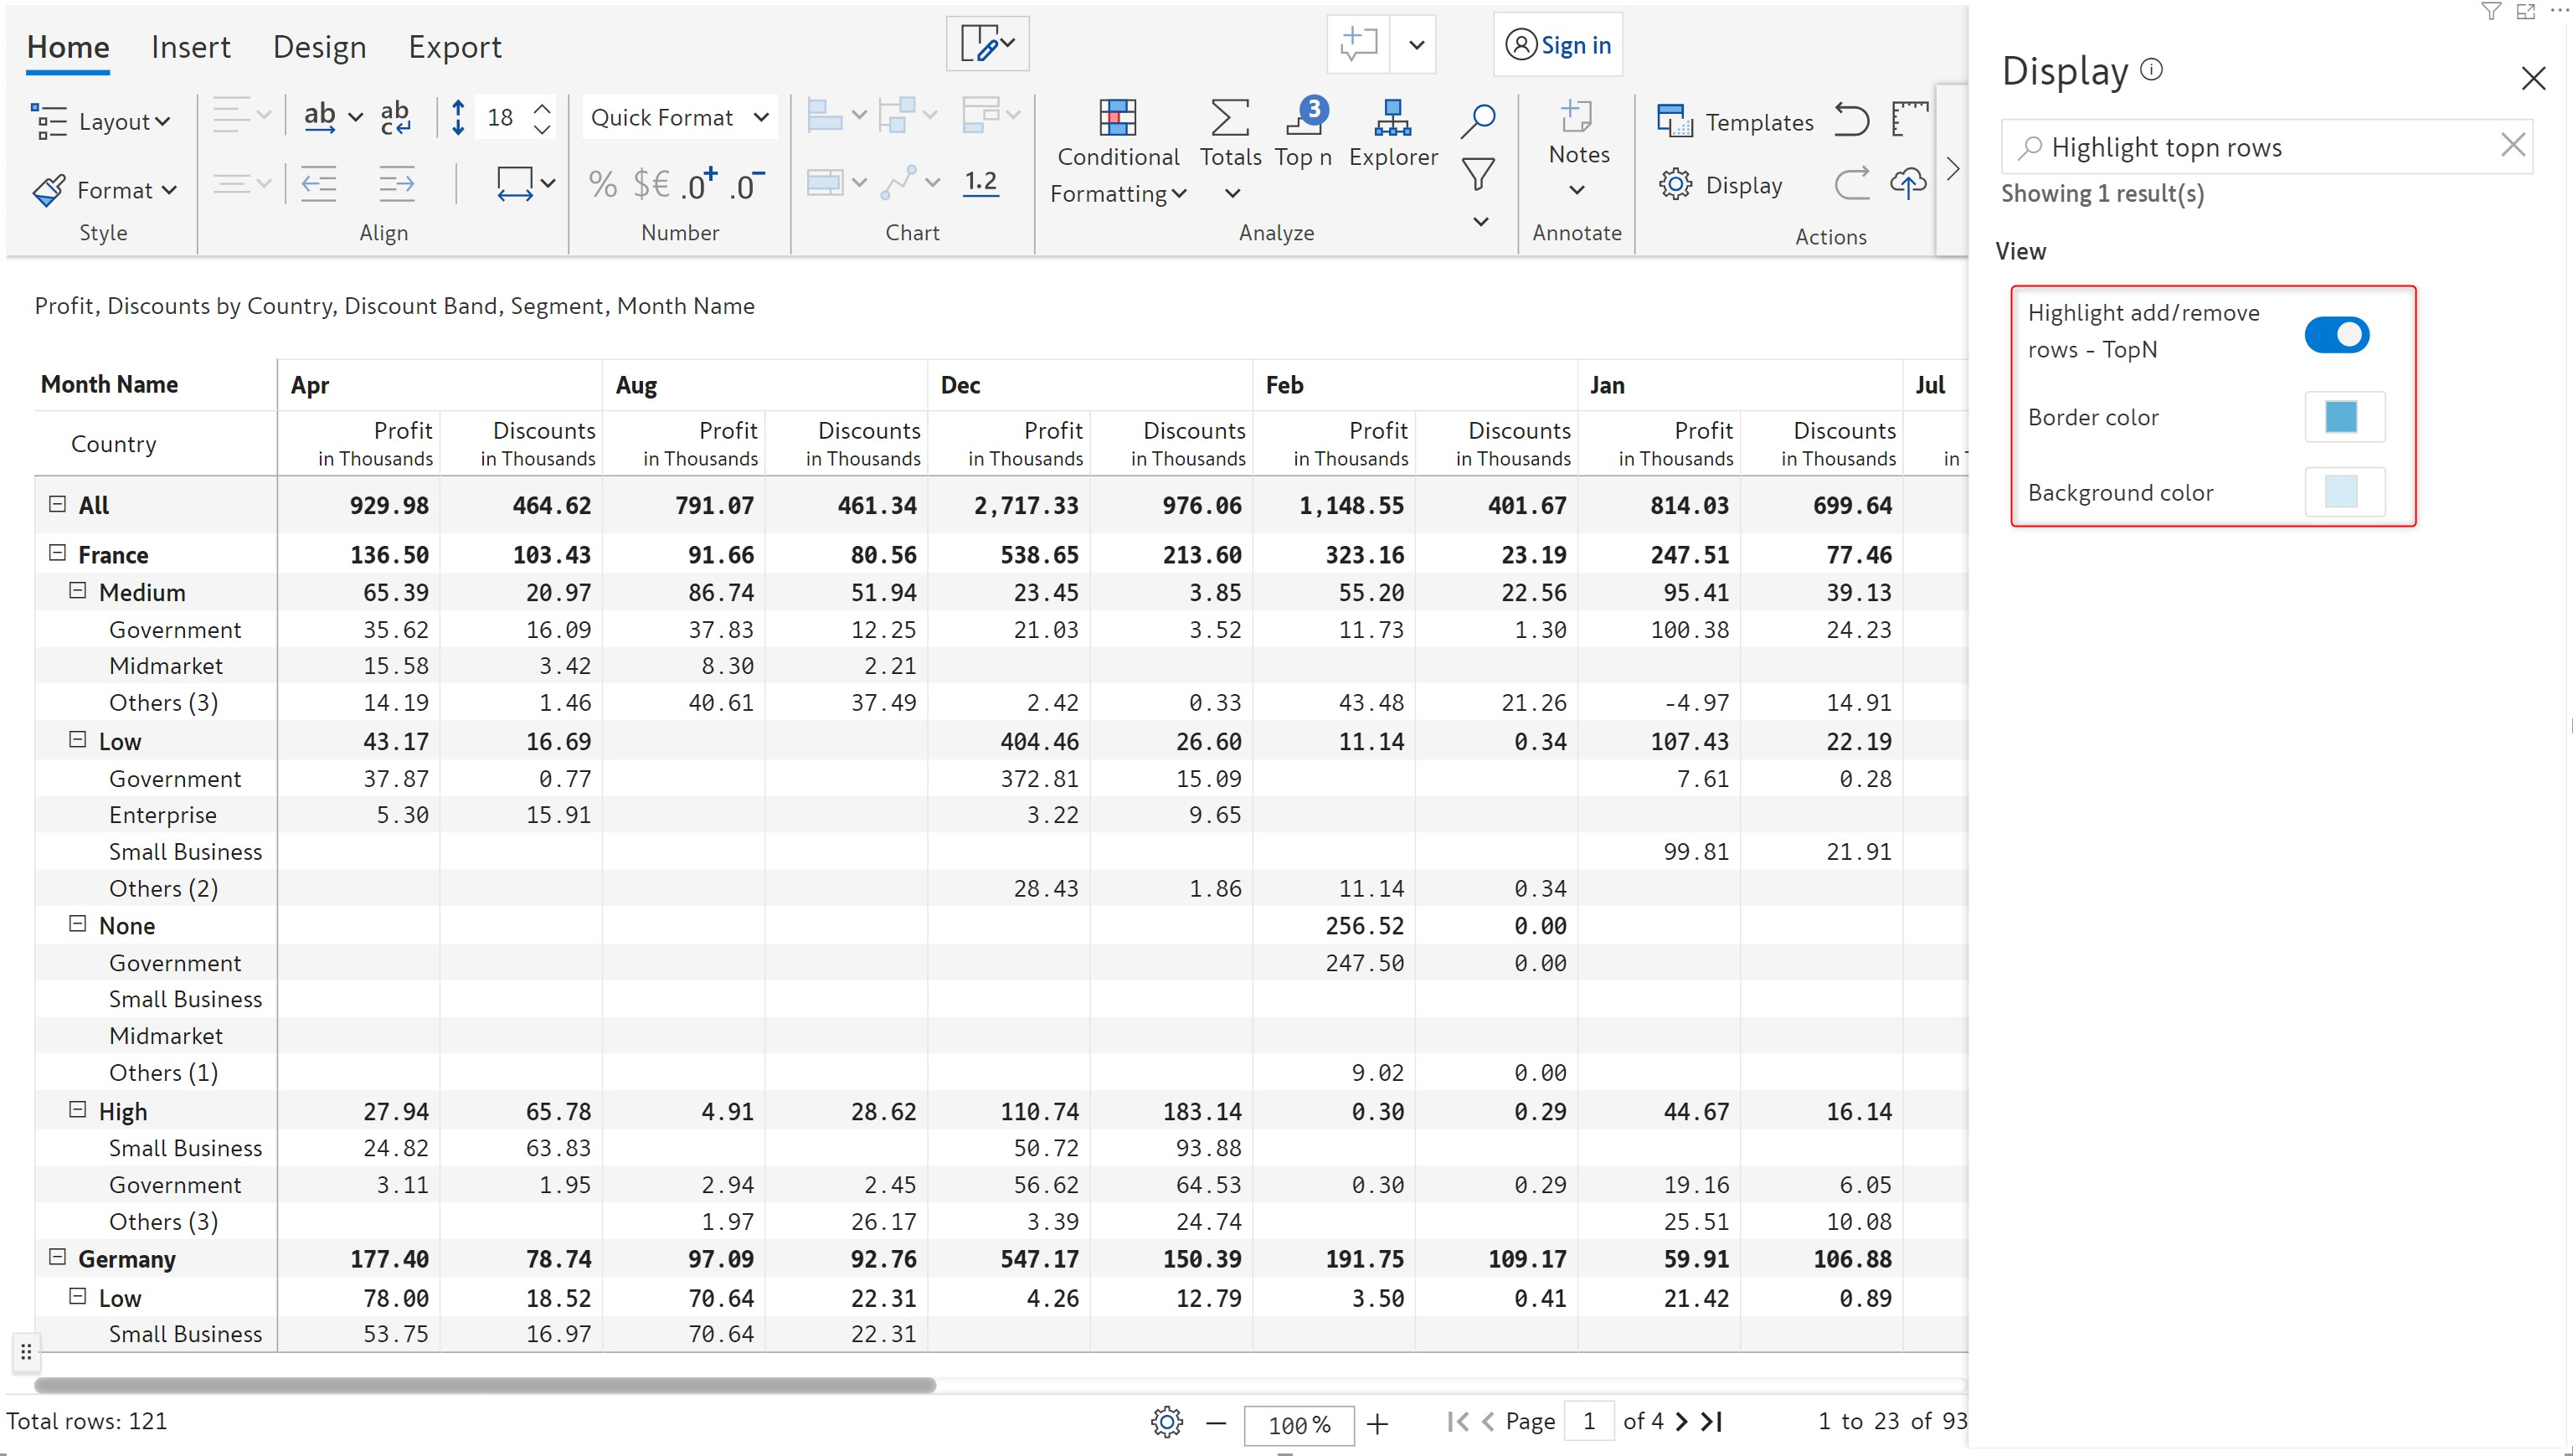 Home Insert Design Export Sign in
Layout ab ab c 18 Quick Format
Format % $€ .0+ .0- 1.2
Conditional Formatting Totals 3 Top n Explorer Notes Templates Display
Style Align Number Chart Analyze Annotate Actions
Display
Highlight topn rows
Showing 1 result(s)
View
Highlight add/remove
rows - TopN
Border color
Background color
Profit, Discounts by Country, Discount Band, Segment, Month Name
Month Name Apr Aug Dec Feb Jan Jul
Country Profit Discounts Profit Discounts Profit Discounts Profit Discounts Profit Discounts
in Thousands in Thousands in Thousands in Thousands in Thousands in Thousands in Thousands in Thousands in Thousands in Thousands in
All 929.98 464.62 791.07 461.34 2,717.33 976.06 1,148.55 401.67 814.03 699.64
France 136.50 103.43 91.66 80.56 538.65 213.60 323.16 23.19 247.51 77.46
Medium 65.39 20.97 86.74 51.94 23.45 3.85 55.20 22.56 95.41 39.13
Government 35.62 16.09 37.83 12.25 21.03 3.52 11.73 1.30 100.38 24.23
Midmarket 15.58 3.42 8.30 2.21
Others (3) 14.19 1.46 40.61 37.49 2.42 0.33 43.48 21.26 -4.97 14.91
Low 43.17 16.69 404.46 26.60 11.14 0.34 107.43 22.19
Government 37.87 0.77 372.81 15.09 7.61 0.28
Enterprise 5.30 15.91 3.22 9.65
Small Business 99.81 21.91
Others (2) 28.43 1.86 11.14 0.34
None 256.52 0.00
Government 247.50 0.00
Small Business
Midmarket
Others (1) 9.02 0.00
High 27.94 65.78 4.91 28.62 110.74 183.14 0.30 0.29 44.67 16.14
Small Business 24.82 63.83 50.72 93.88
Government 3.11 1.95 2.94 2.45 56.62 64.53 0.30 0.29 19.16 6.05
Others (3) 1.97 26.17 3.39 24.74 25.51 10.08
Germany 177.40 78.74 97.09 92.76 547.17 150.39 191.75 109.17 59.91 106.88
Low 78.00 18.52 70.64 22.31 4.26 12.79 3.50 0.41 21.42 0.89
Small Business 53.75 16.97 70.64 22.31
Total rows: 121 100% Page 1 of 4 1 to 23 of 93